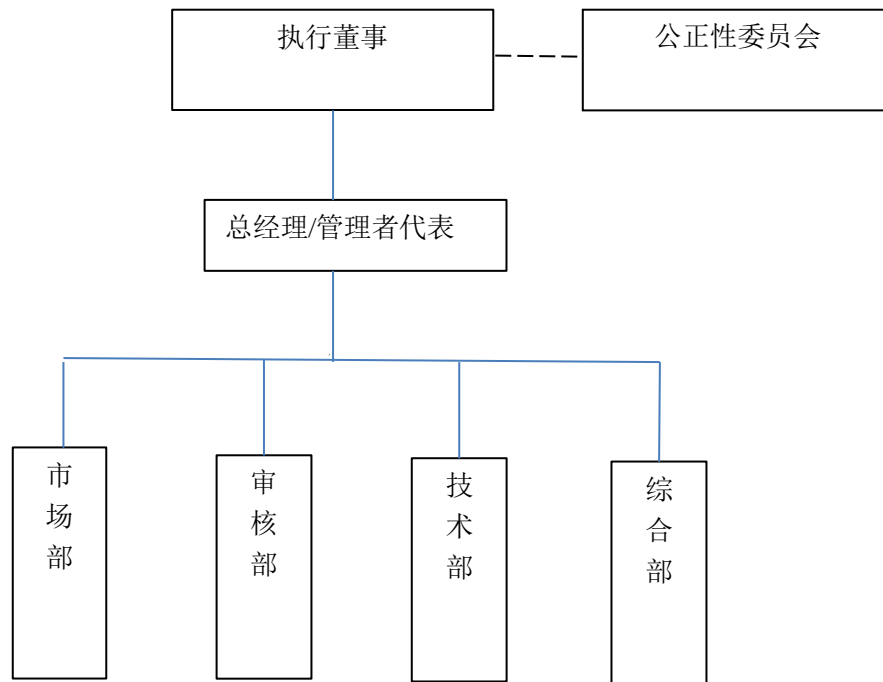 执行董事
公正性委员会
总经理/管理者代表
市场部
审核部
技术部
综合部